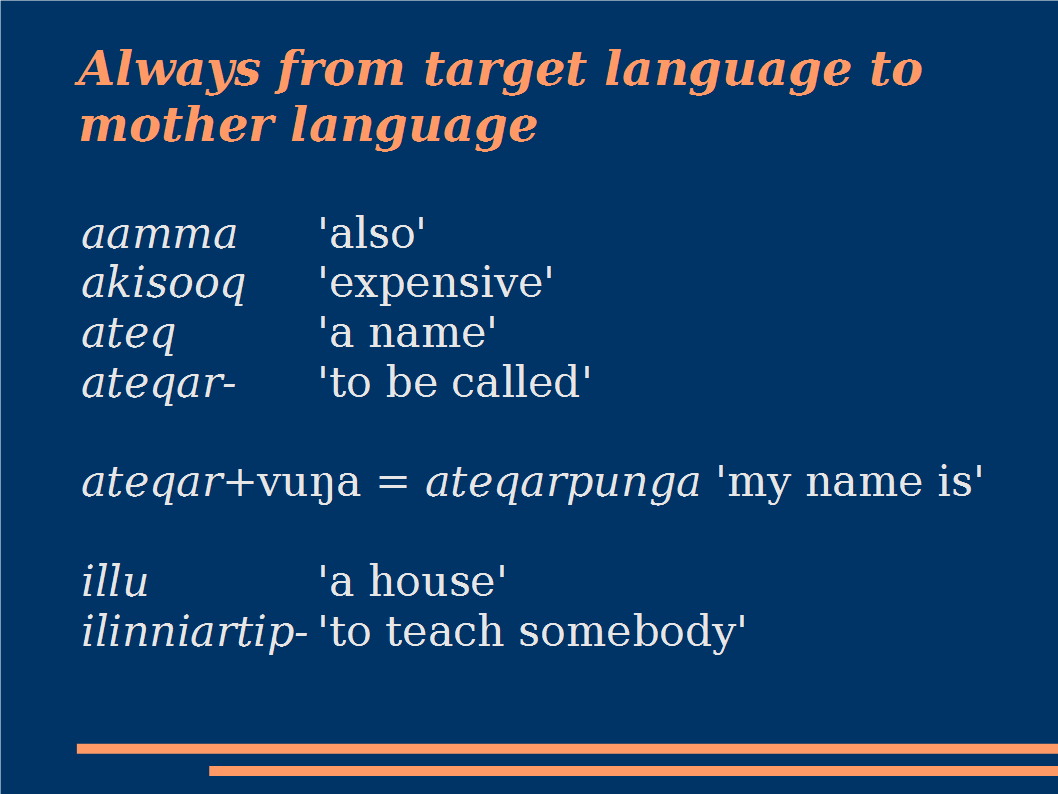 Always from target language to
mother language
aamma 'also'
akisooq 'expensive'
ateq 'a name'
ateqar- 'to be called'
ateqar+vuŋa = ateqarpunga 'my name is'
illu 'a house'
ilinniartip- 'to teach somebody'